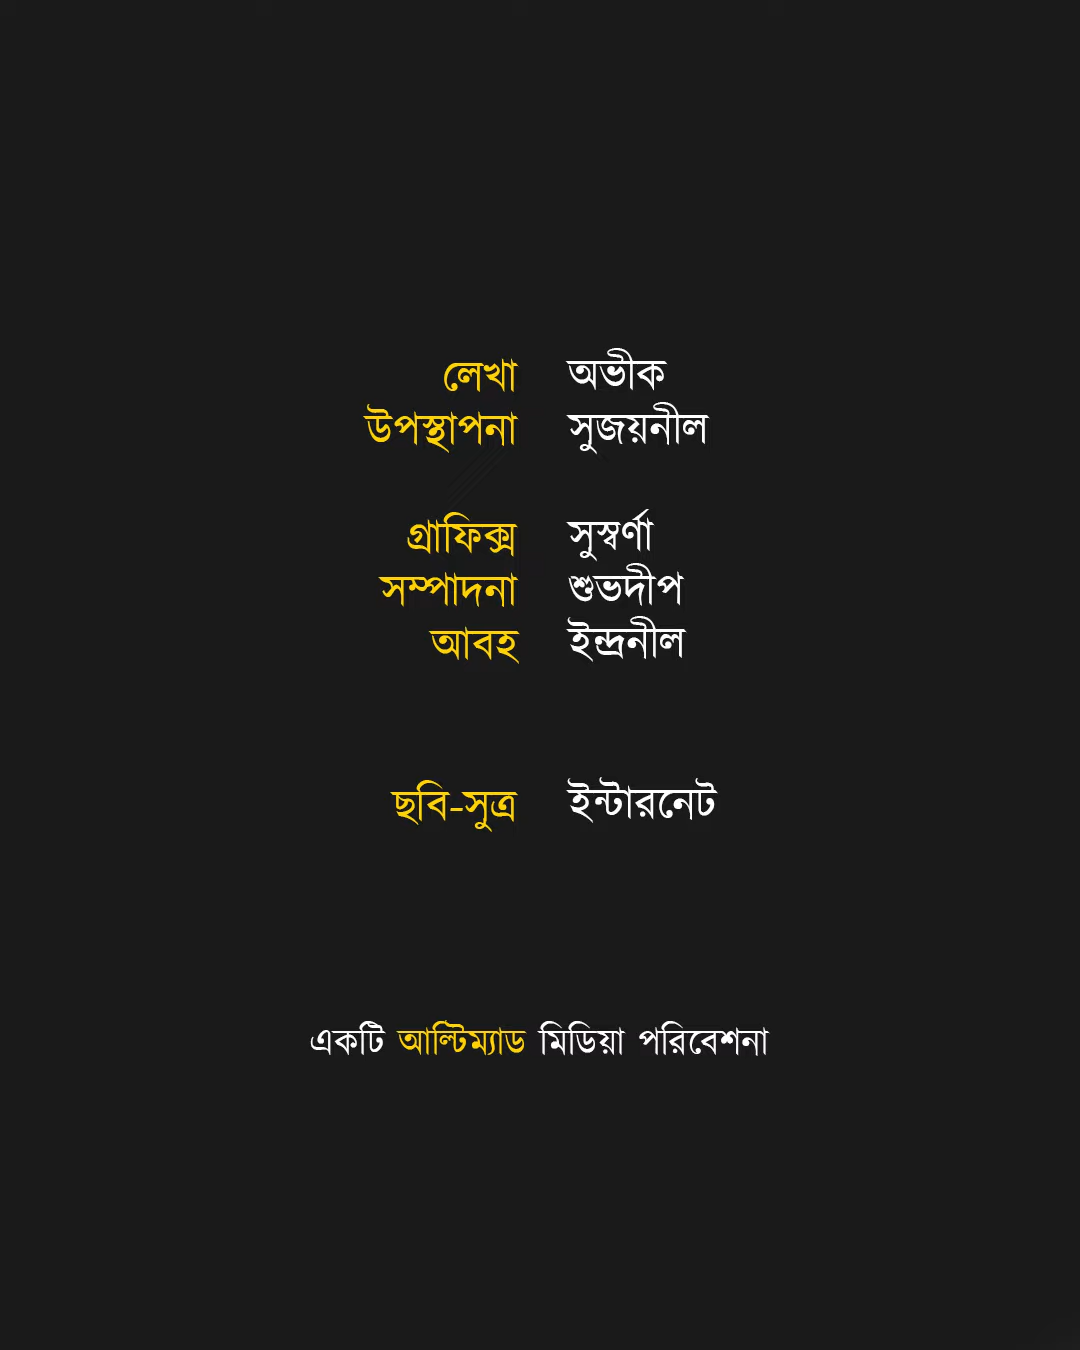 লেখা অভীক
উপস্থাপনা সুজয়নীল
গ্রাফিক্স সুস্বর্ণা
সম্পাদনা শুভদীপ
আবহ ইন্দ্রনীল
ছবি-সুত্র ইন্টারনেট
একটি আল্টিম্যাড মিডিয়া পরিবেশনা